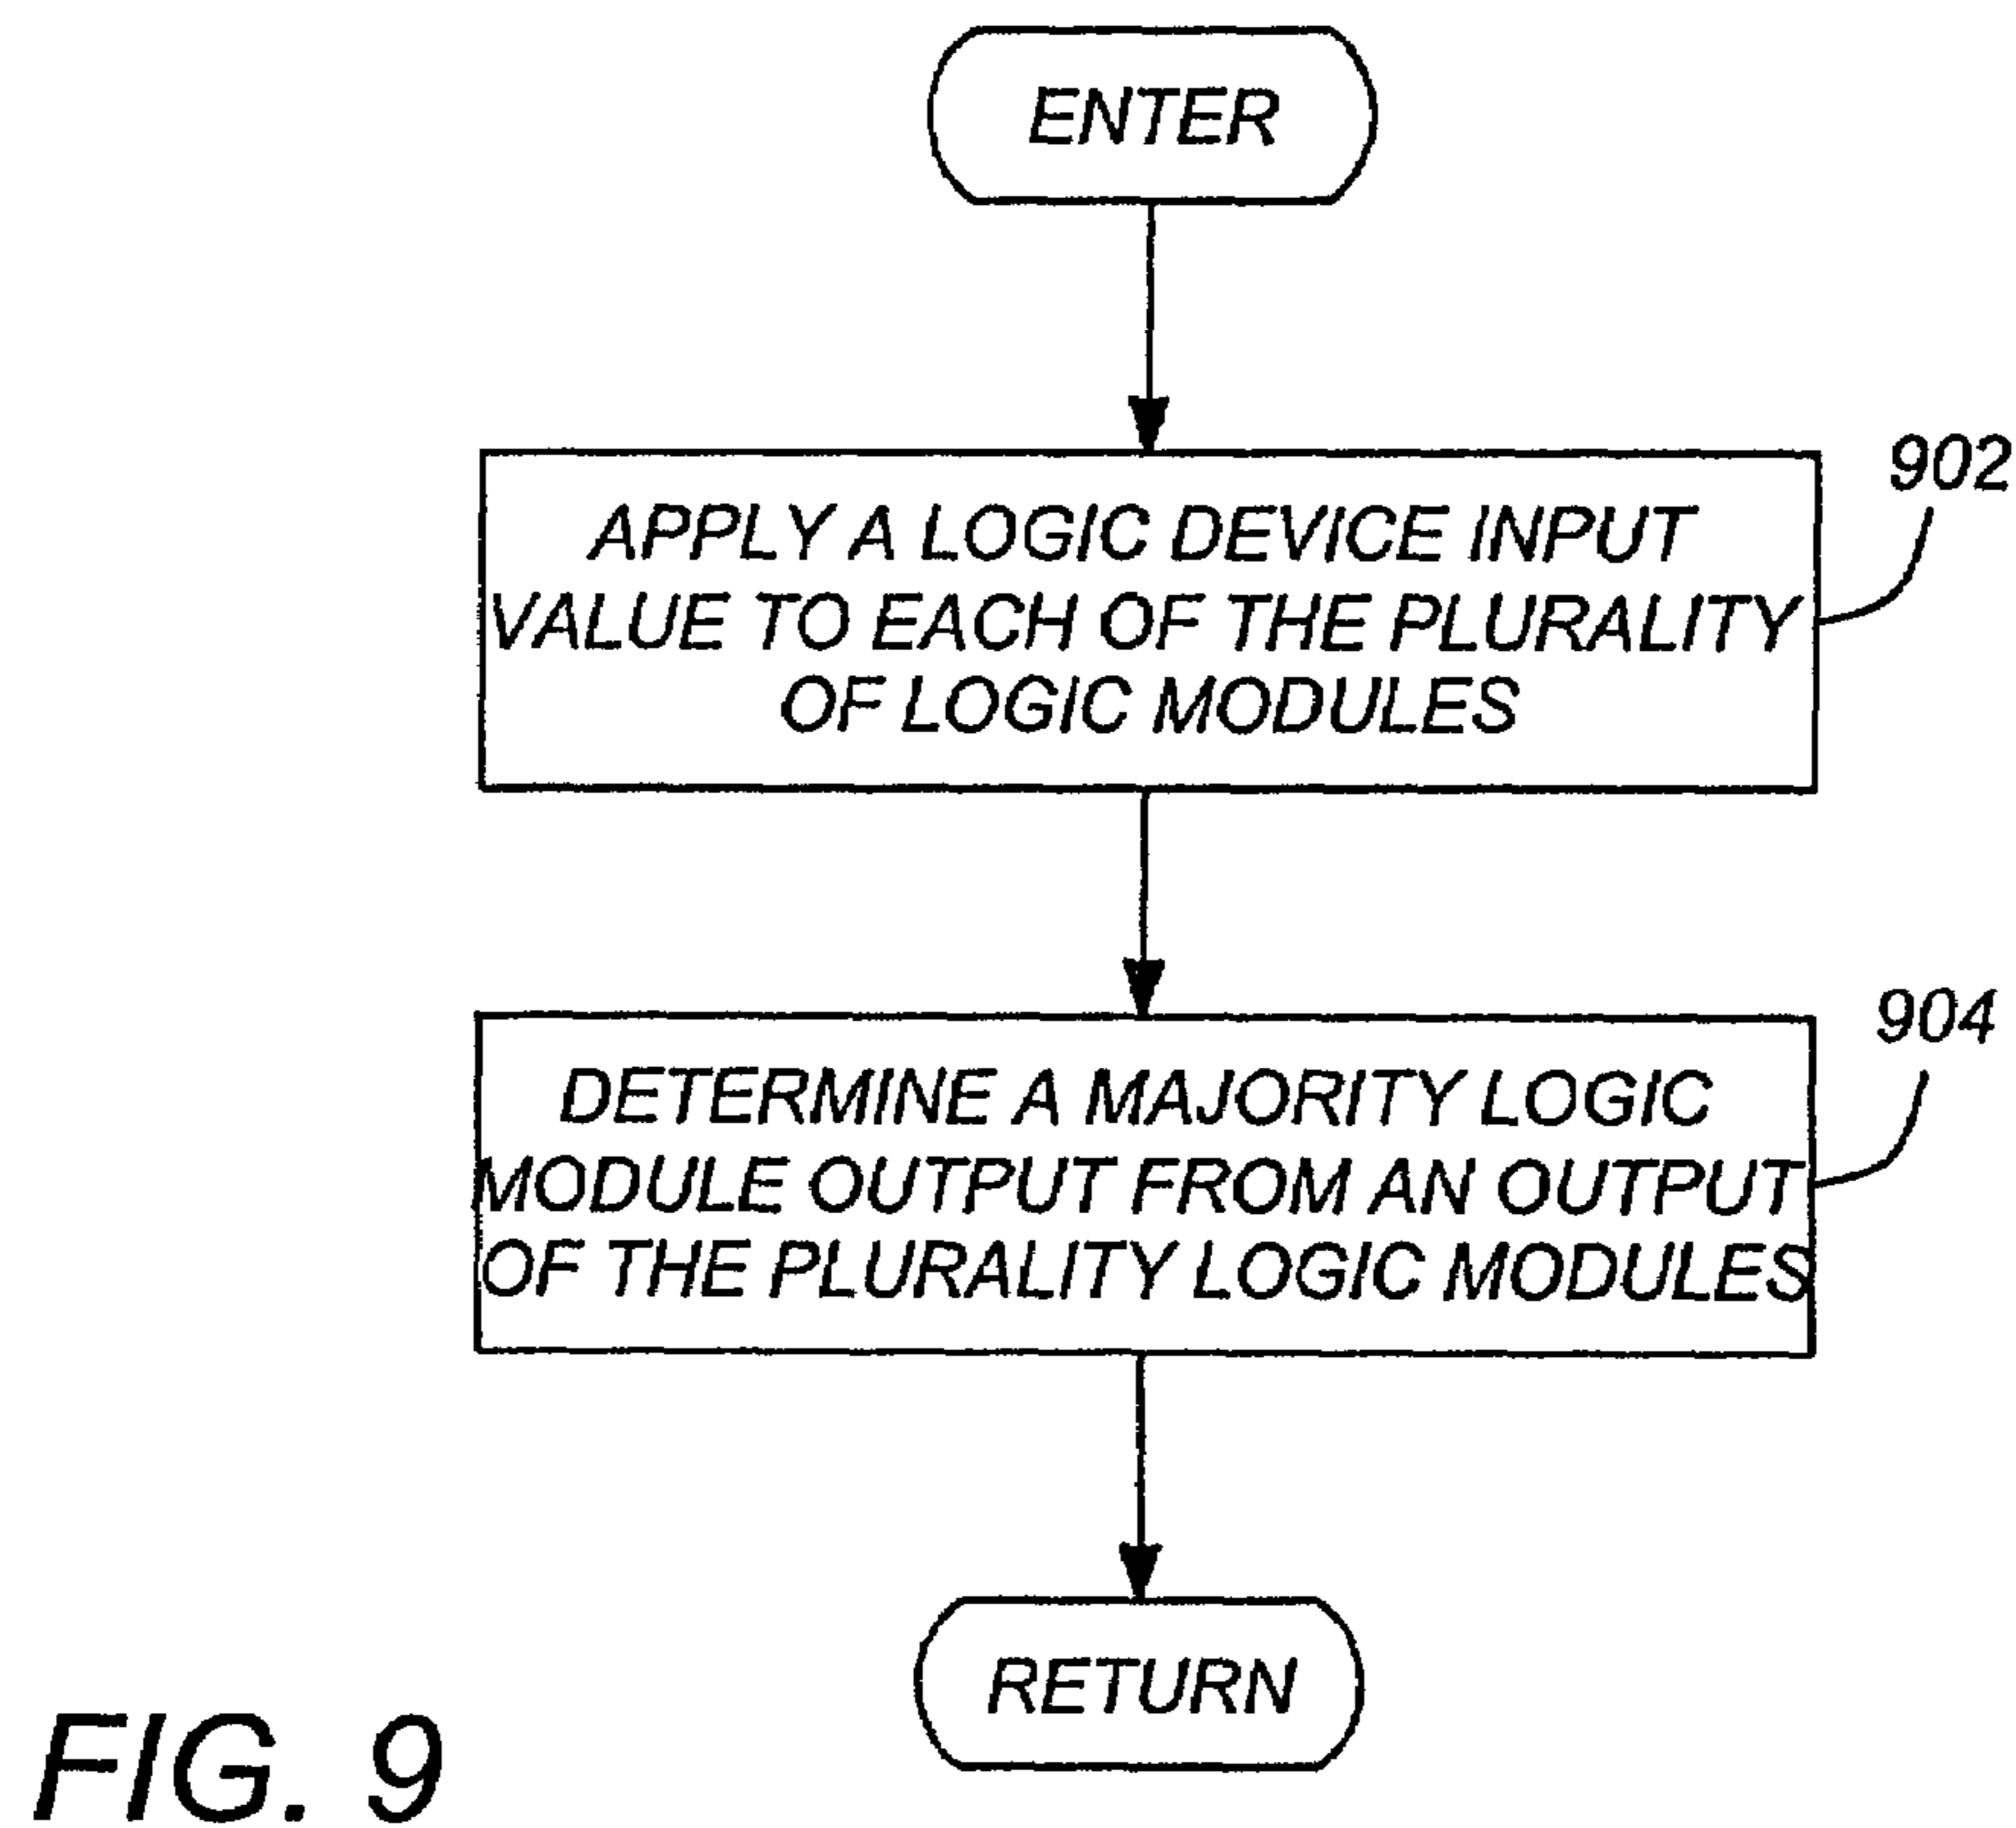 ENTER
902
APPLY A LOGIC DEVICE INPUT
VALUE TO EACH OF THE PLURALITY
OF LOGIC MODULES
904
DETERMINE A MAJORITY LOGIC
MODULE OUTPUT FROM AN OUTPUT
OF THE PLURALITY LOGIC MODULES
RETURN
FIG. 9